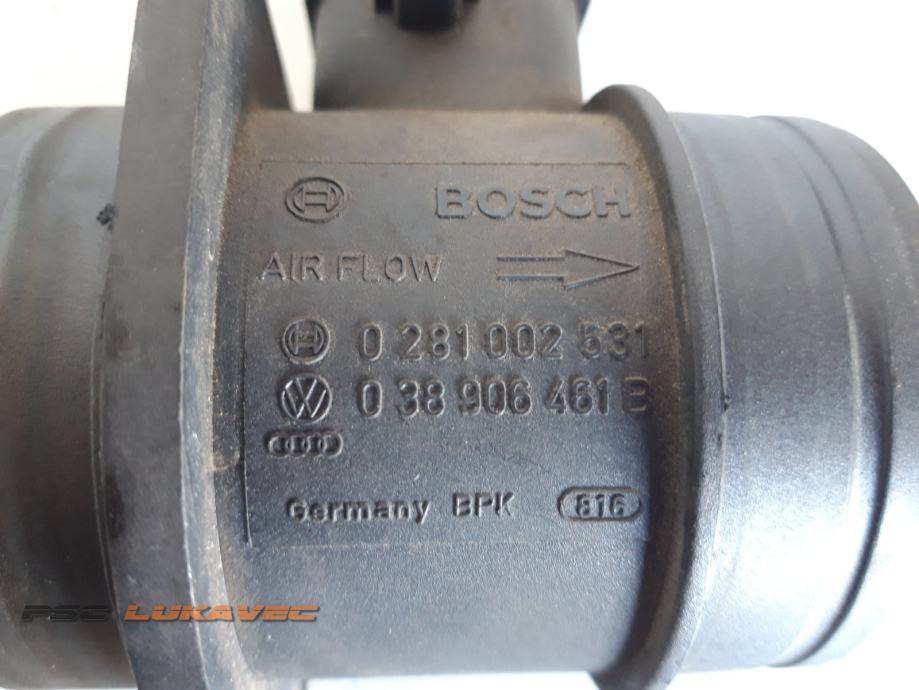 BOSCH
AIR FLOW
0 281 002 531
0 38 906 461 B
Germany BPK 816
PSC LUKAVEC